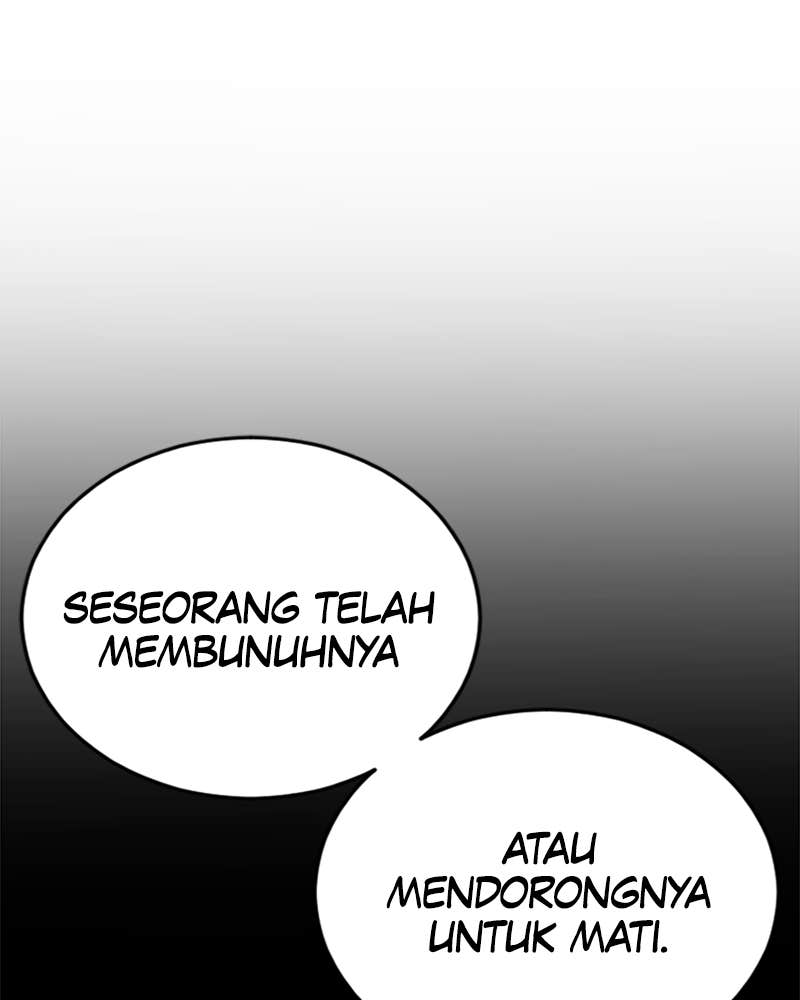 SESEORANG TELAH
MEMBUNUHNYA
ATAU
MENDORONGNYA
UNTUK MATI.